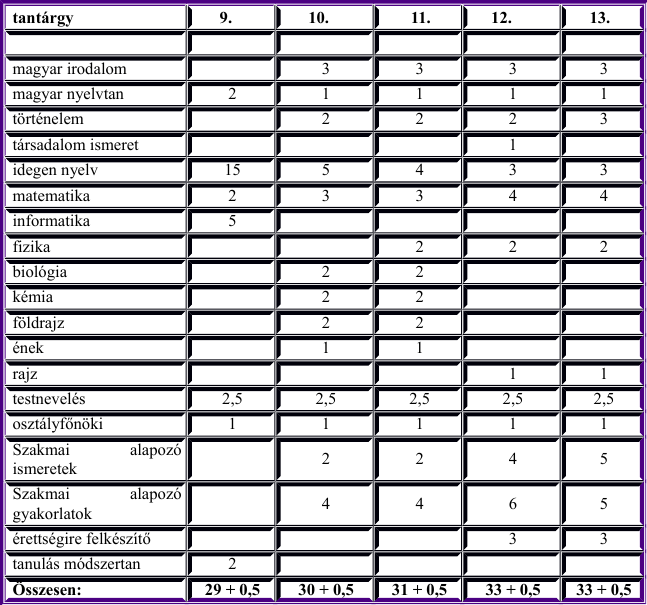 tantárgy 9. 10. 11. 12. 13.
magyar irodalom 3 3 3 3
magyar nyelvtan 2 1 1 1 1
történelem 2 2 2 3
társadalom ismeret 1
idegen nyelv 15 5 4 3 3
matematika 2 3 3 4 4
informatika 5
fizika 2 2 2
biológia 2 2
kémia 2 2
földrajz 2 2
ének 1 1
rajz 1 1
testnevelés 2,5 2,5 2,5 2,5 2,5
osztályfőnöki 1 1 1 1 1
Szakmai alapozó
ismeretek 2 2 4 5
Szakmai alapozó
gyakorlatok 4 4 6 5
érettségire felkészítő 3 3
tanulás módszertan 2
Összesen: 29 + 0,5 30 + 0,5 31 + 0,5 33 + 0,5 33 + 0,5